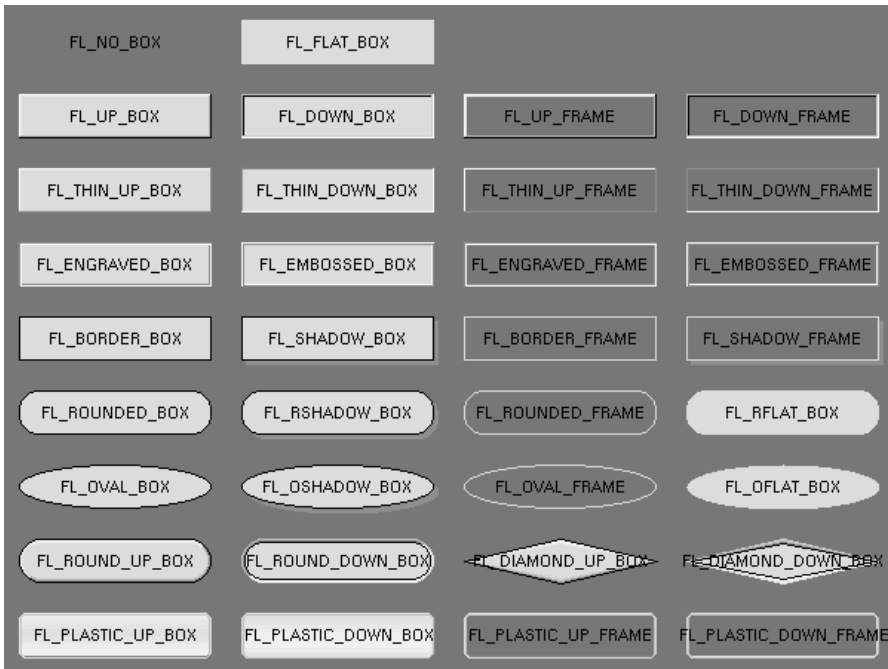 FL_NO_BOX FL_FLAT_BOX
FL_UP_BOX FL_DOWN_BOX FL_UP_FRAME FL_DOWN_FRAME
FL_THIN_UP_BOX FL_THIN_DOWN_BOX FL_THIN_UP_FRAME FL_THIN_DOWN_FRAME
FL_ENGRAVED_BOX FL_EMBOSSED_BOX FL_ENGRAVED_FRAME FL_EMBOSSED_FRAME
FL_BORDER_BOX FL_SHADOW_BOX FL_BORDER_FRAME FL_SHADOW_FRAME
FL_ROUNDED_BOX FL_RSHADOW_BOX FL_ROUNDED_FRAME FL_RFLAT_BOX
FL_OVAL_BOX FL_OSHADOW_BOX FL_OVAL_FRAME FL_OFLAT_BOX
FL_ROUND_UP_BOX FL_ROUND_DOWN_BOX FL_DIAMOND_UP_BOX FL_DIAMOND_DOWN_BOX
FL_PLASTIC_UP_BOX FL_PLASTIC_DOWN_BOX FL_PLASTIC_UP_FRAME FL_PLASTIC_DOWN_FRAME